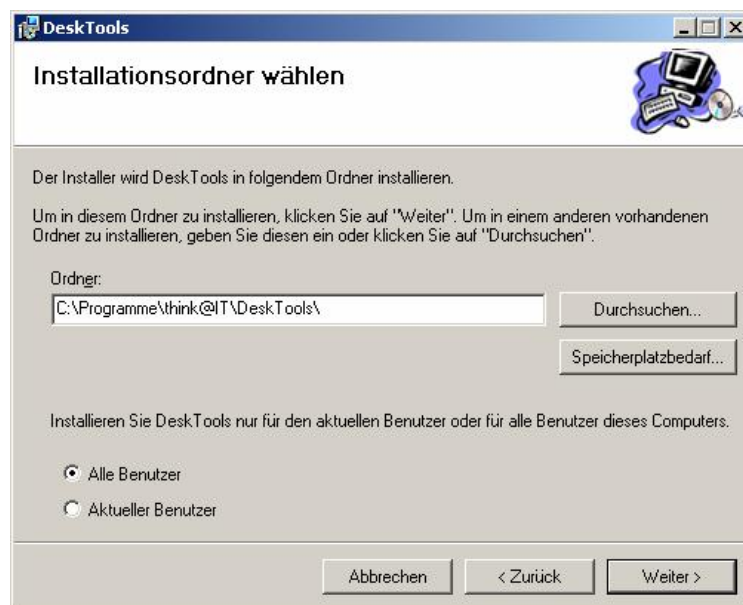 DeskTools
Installationsordner wählen
Der Installer wird DeskTools in folgendem Ordner installieren.
Um in diesem Ordner zu installieren, klicken Sie auf "Weiter". Um in einem anderen vorhandenen
Ordner zu installieren, geben Sie diesen ein oder klicken Sie auf "Durchsuchen".
Ordner:
C:\Programme\think@IT\DeskTools\
Durchsuchen...
Speicherplatzbedarf...
Installieren Sie DeskTools nur für den aktuellen Benutzer oder für alle Benutzer dieses Computers.
Alle Benutzer
Aktueller Benutzer
Abbrechen
< Zurück
Weiter >